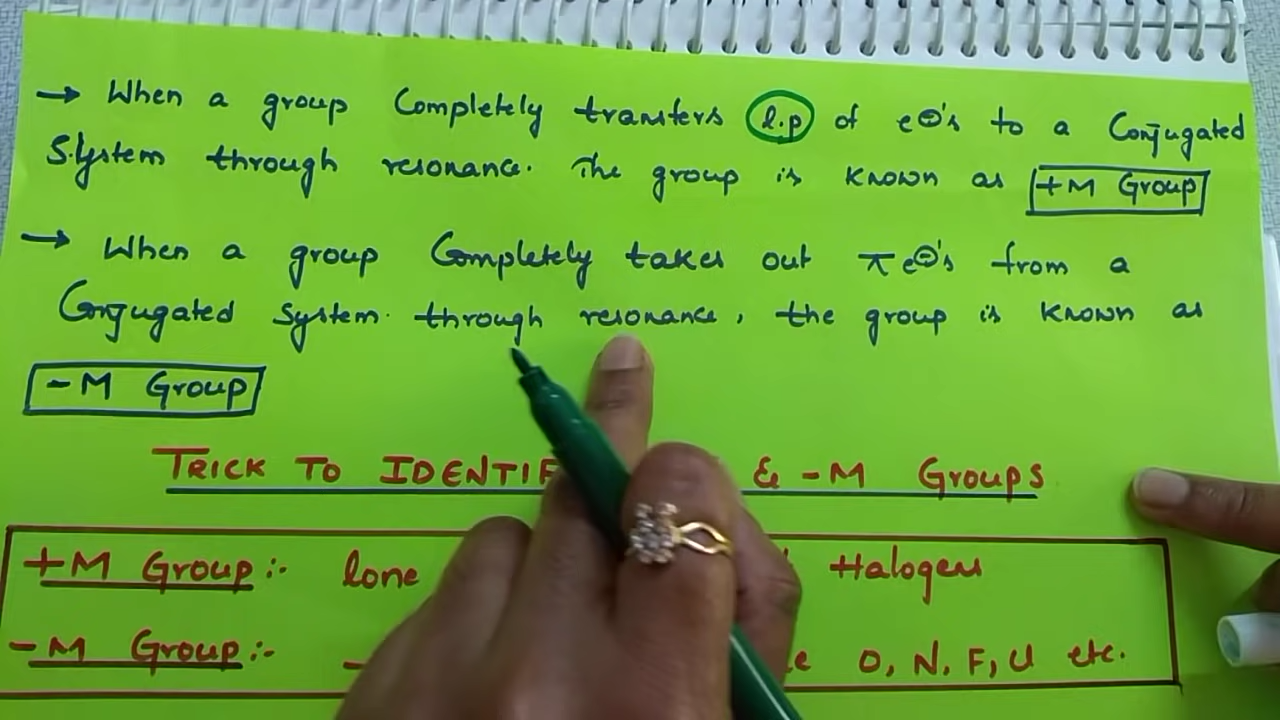 → When a group Completely transfers l.p of e⊖'s to a Conjugated
System through resonance. The group is known as +M Group
→ When a group Completely takes out π e⊖'s from a
Conjugated System through resonance, the group is known as
-M Group
TRICK TO IDENTIF & -M Groups
+M Group:- lone Halogens
-M Group:- O, N, F, Cl etc.